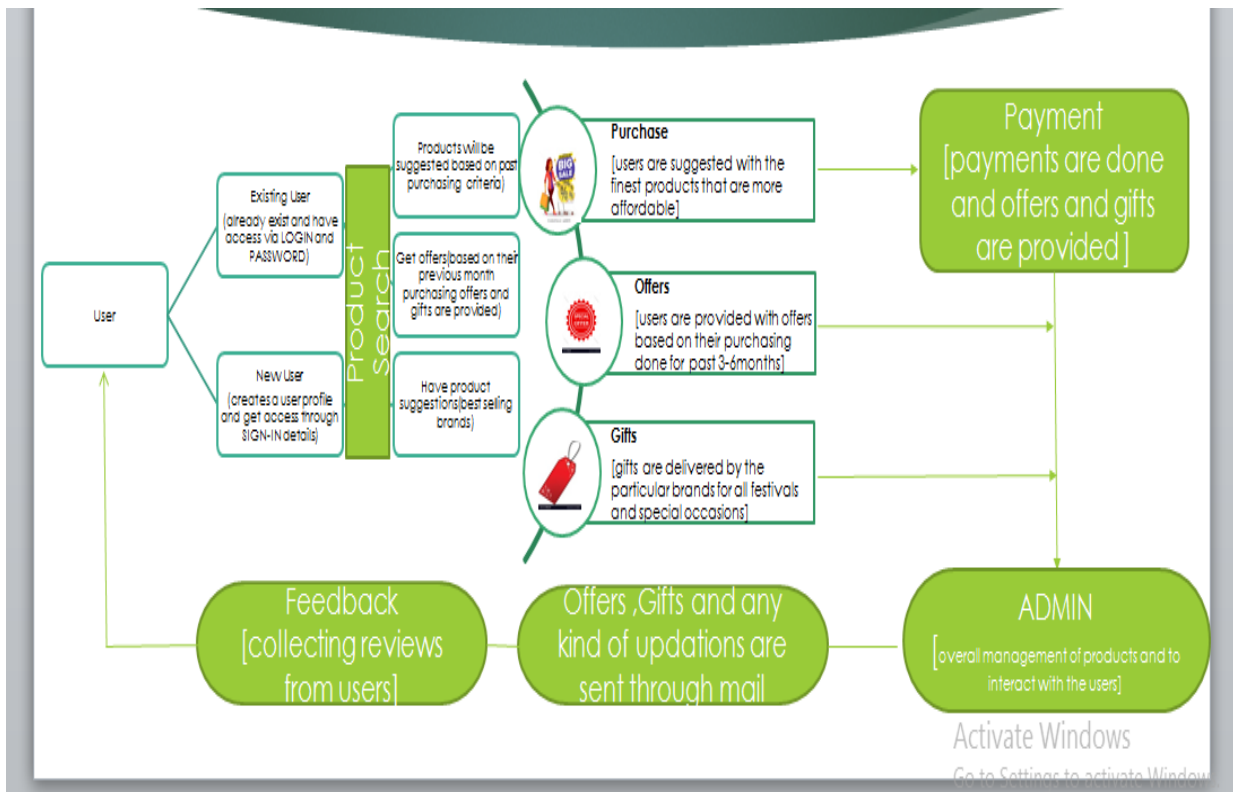 User
Existing User
(already exist and have
access via LOGIN and
PASSWORD)
New User
(creates a user profile
and get access through
SIGN-IN details)
Product
Search
Products will be
suggested based on past
purchasing criteria)
Get offers(based on their
previous month
purchasing offers and
gifts are provided)
Have product
suggestions(best selling
brands)
BIG
SALE
Purchase
[users are suggested with the
finest products that are more
affordable]
SPECIAL
OFFER
Offers
[users are provided with offers
based on their purchasing
done for past 3-6months]
Gifts
[gifts are delivered by the
particular brands for all festivals
and special occasions]
Payment
[payments are done
and offers and gifts
are provided ]
ADMIN
[overall management of products and to
interact with the users]
Offers ,Gifts and any
kind of updations are
sent through mail
Feedback
[collecting reviews
from users]
Activate Windows
Go to Settings to activate Windows.